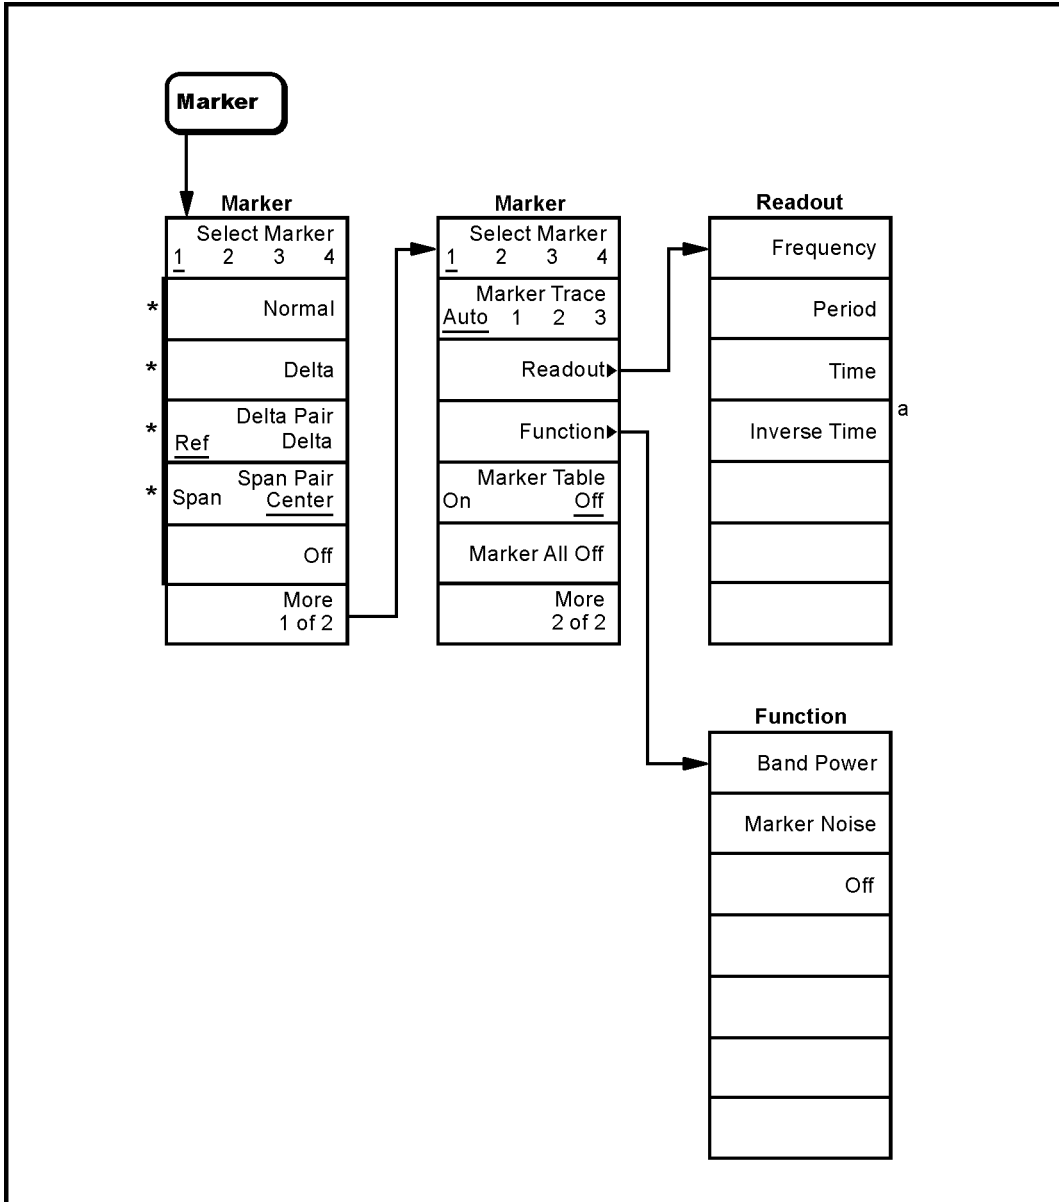 Marker
Marker
Select Marker
1 2 3 4
* Normal
* Delta
* Delta Pair
Ref Delta
* Span Pair
Span Center
Off
More
1 of 2
Marker
Select Marker
1 2 3 4
Marker Trace
Auto 1 2 3
Readout
Function
Marker Table
On Off
Marker All Off
More
2 of 2
Readout
Frequency
Period
Time
a
Inverse Time
Function
Band Power
Marker Noise
Off